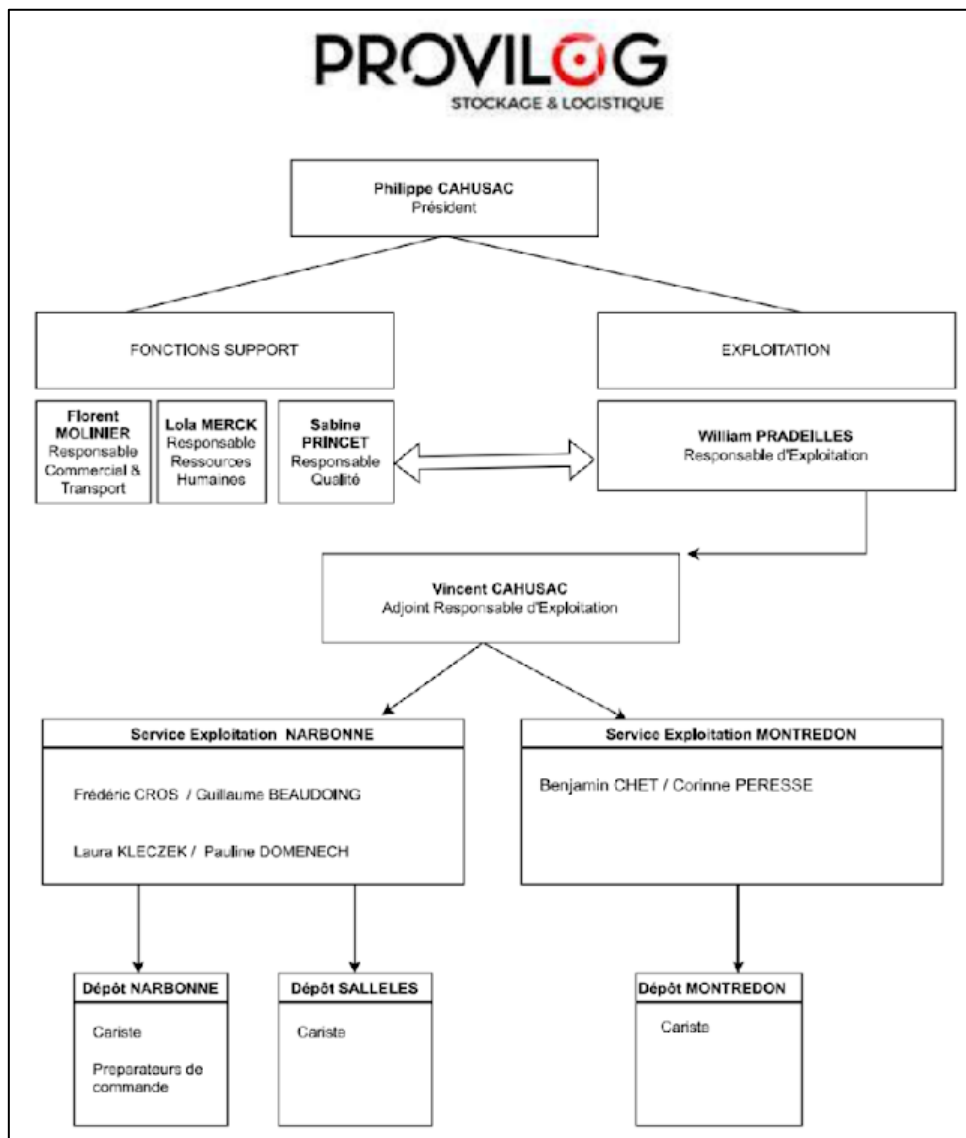 PROVILOG
STOCKAGE & LOGISTIQUE
Philippe CAHUSAC
Président
FONCTIONS SUPPORT
EXPLOITATION
Florent
MOLINIER
Responsable
Commercial &
Transport
Lola MERCK
Responsable
Ressources
Humaines
Sabine
PRINCET
Responsable
Qualité
William PRADEILLES
Responsable d'Exploitation
Vincent CAHUSAC
Adjoint Responsable d'Exploitation
Service Exploitation NARBONNE
Frédéric CROS / Guillaume BEAUDOING
Laura KLECZEK / Pauline DOMENECH
Service Exploitation MONTREDON
Benjamin CHET / Corinne PERESSE
Dépôt NARBONNE
Cariste
Preparateurs de
commande
Dépôt SALLELES
Cariste
Dépôt MONTREDON
Cariste